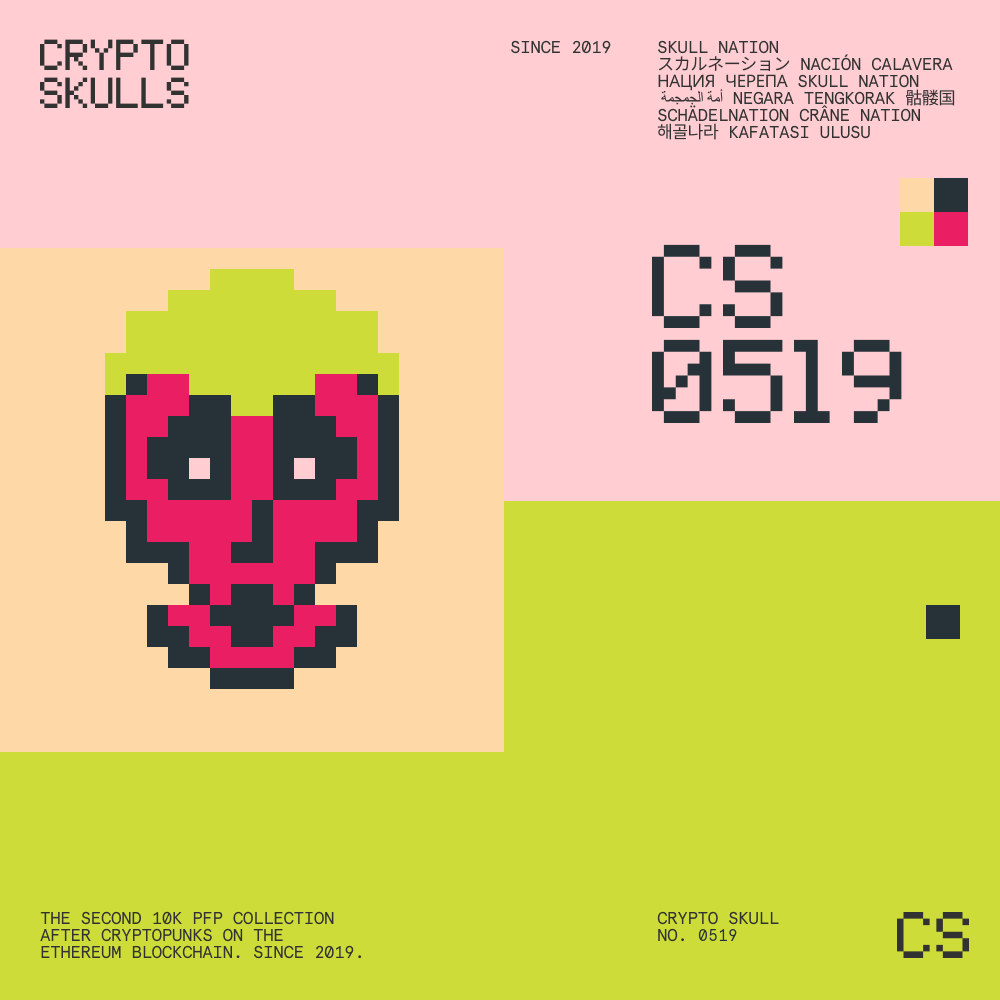 CRYPTO
SKULLS
SINCE 2019
SKULL NATION
スカルネーション NACIÓN CALAVERA
НАЦИЯ ЧЕРЕПА SKULL NATION
أمة الجمجمة NEGARA TENGKORAK 骷髅国
SCHÄDELNATION CRÂNE NATION
해골나라 KAFATASI ULUSU
CS
0519
THE SECOND 10K PFP COLLECTION
AFTER CRYPTOPUNKS ON THE
ETHEREUM BLOCKCHAIN. SINCE 2019.
CRYPTO SKULL
NO. 0519
CS